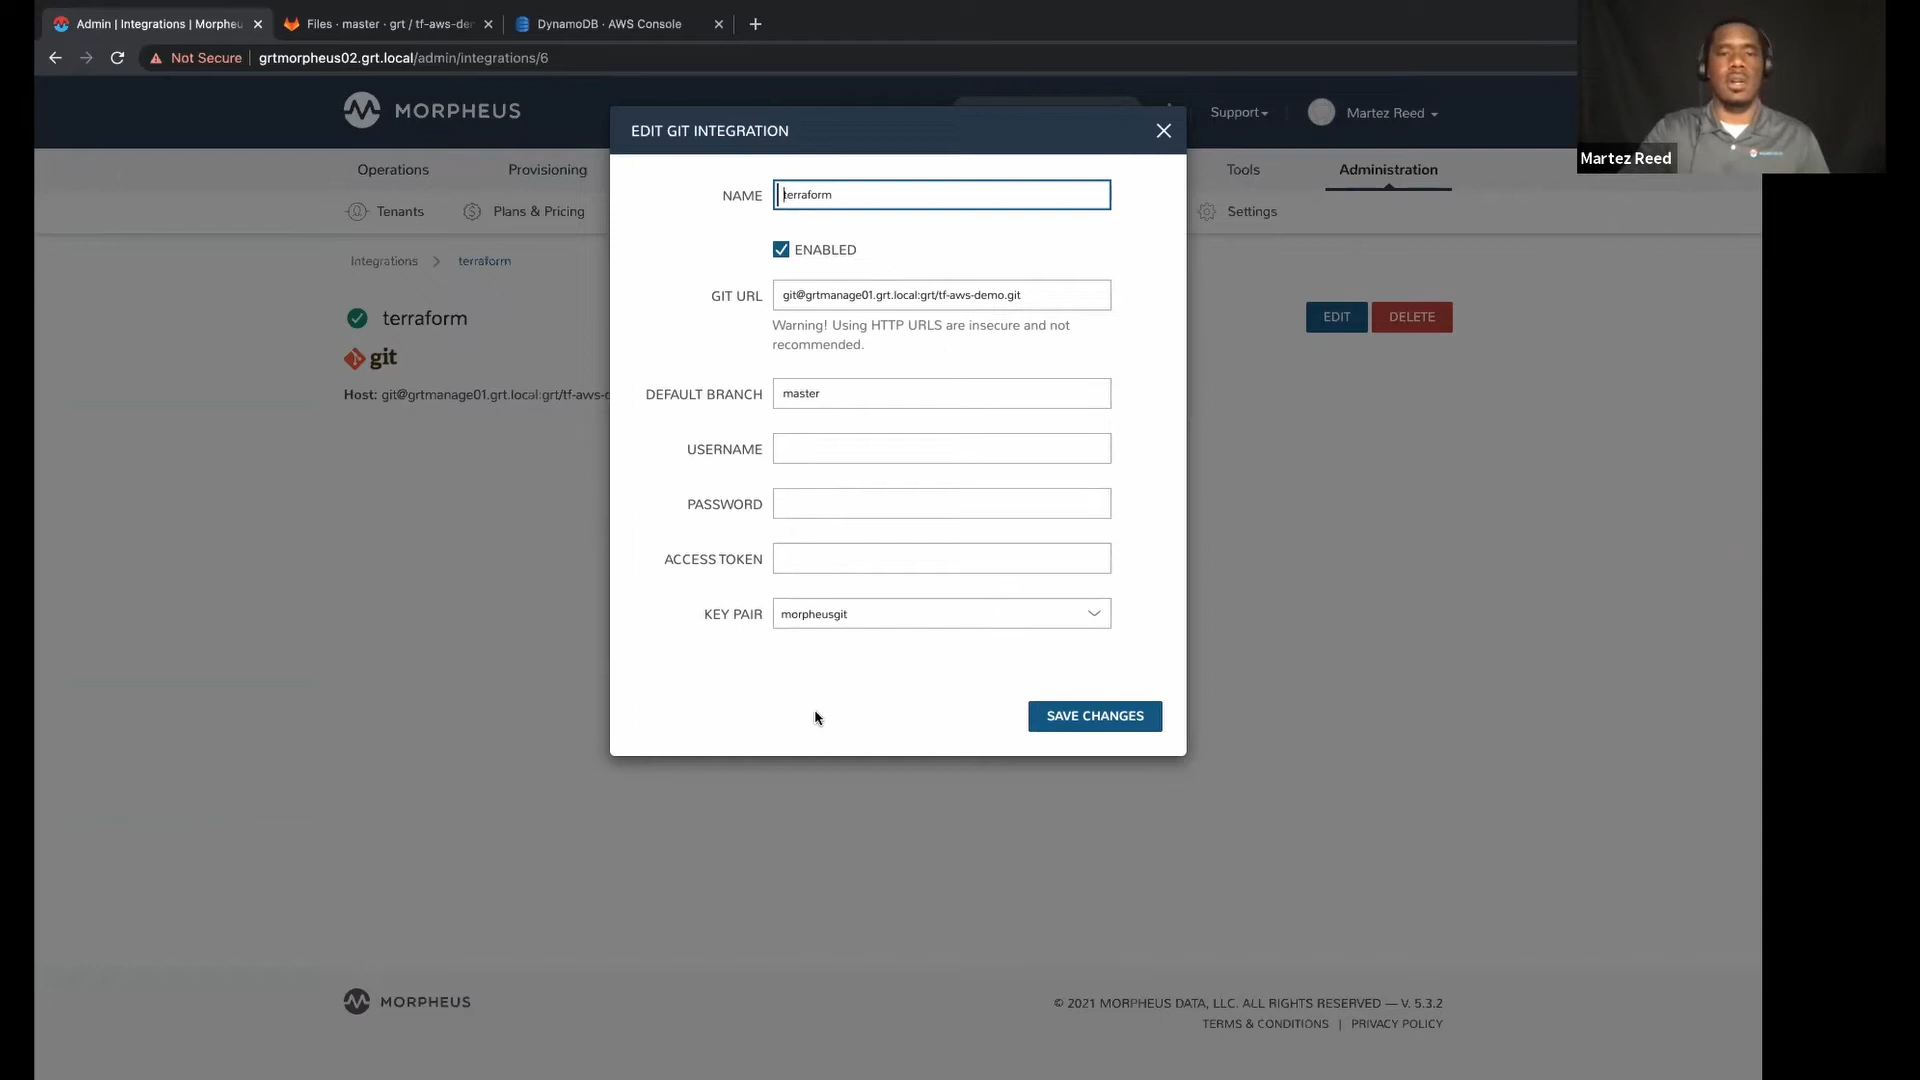 Admin | Integrations | Morpheu
Files · master · grt / tf-aws-der
DynamoDB · AWS Console
Not Secure
grtmorpheus02.grt.local/admin/integrations/6
MORPHEUS
EDIT GIT INTEGRATION
Support
Martez Reed
Martez Reed
Operations
Provisioning
Tools
Administration
Tenants
Plans & Pricing
Settings
NAME
terraform
ENABLED
Integrations
terraform
GIT URL
git@grtmanage01.grt.local:grt/tf-aws-demo.git
Warning! Using HTTP URLS are insecure and not
recommended.
terraform
EDIT
DELETE
git
Host: git@grtmanage01.grt.local:grt/tf-aws-d
DEFAULT BRANCH
master
USERNAME
PASSWORD
ACCESS TOKEN
KEY PAIR
morpheusgit
SAVE CHANGES
MORPHEUS
© 2021 MORPHEUS DATA, LLC. ALL RIGHTS RESERVED — V. 5.3.2
TERMS & CONDITIONS | PRIVACY POLICY